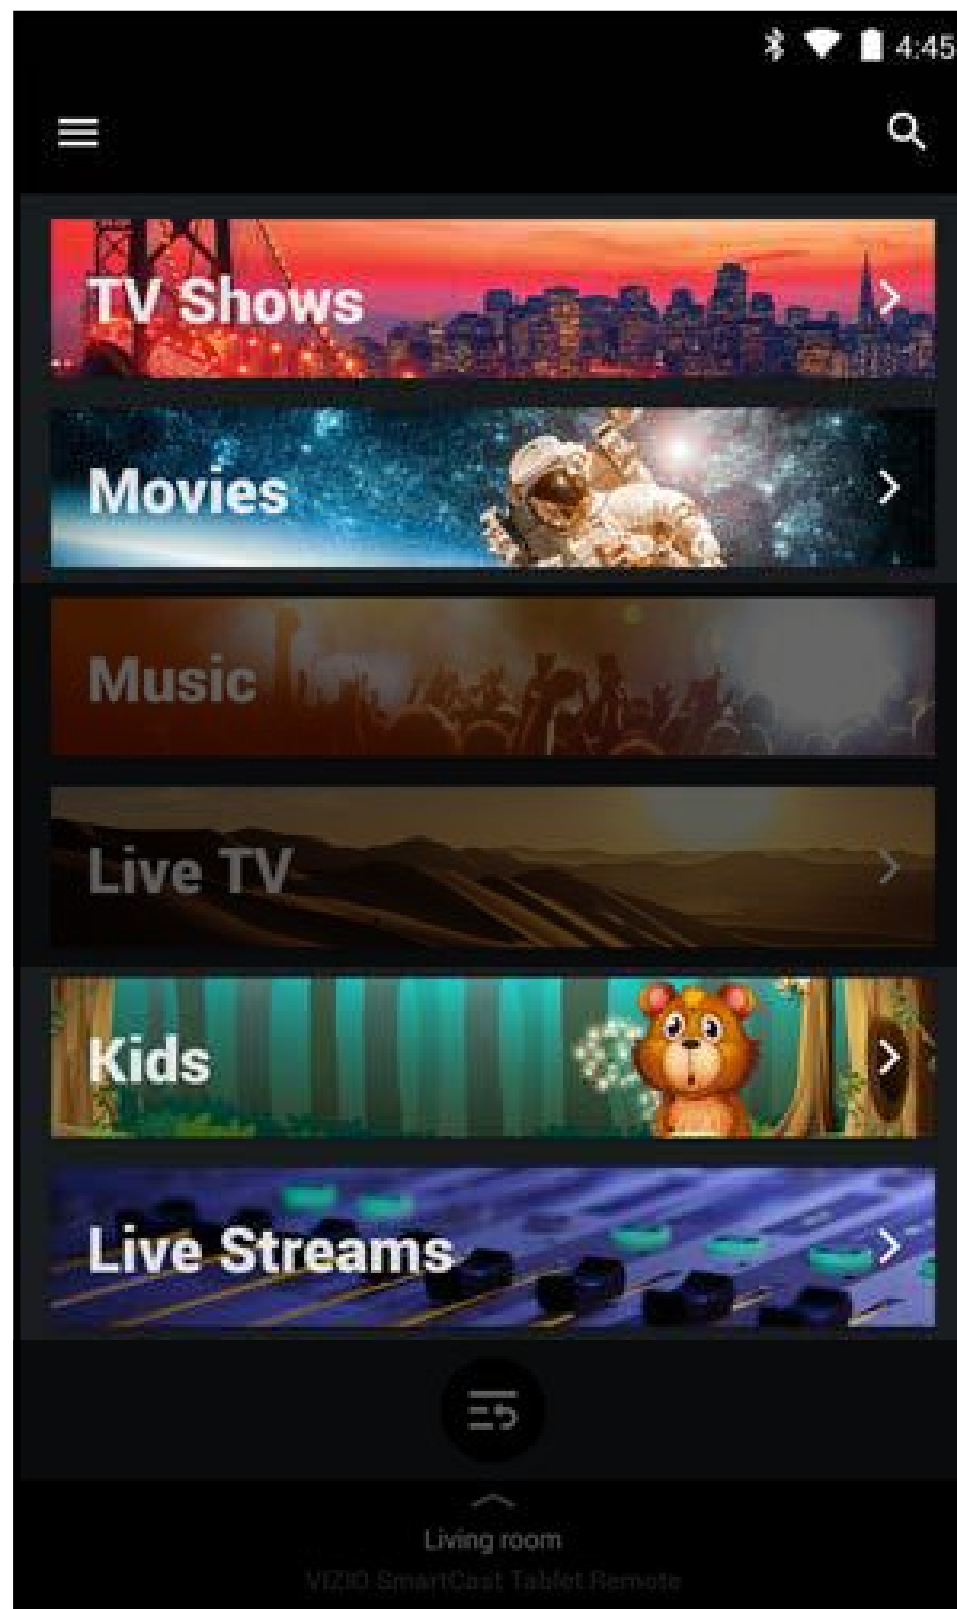 4:45
TV Shows
Movies
Music
Live TV
Kids
Live Streams
Living room
VIZIO SmartCast Tablet Remote